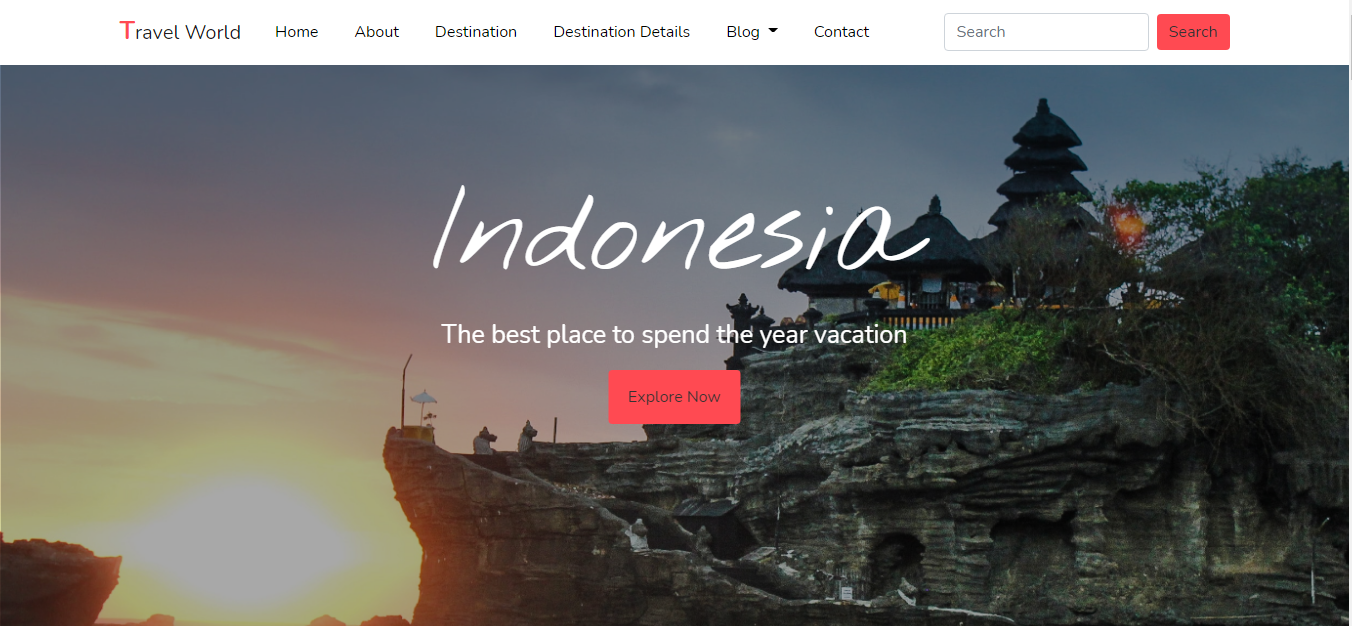 Travel World Home About Destination Destination Details Blog Contact Search Search
Indonesia
The best place to spend the year vacation
Explore Now